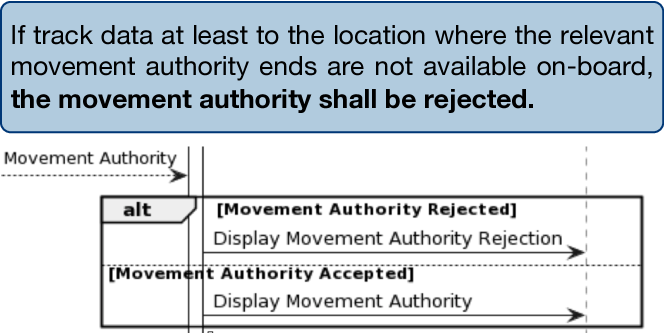 If track data at least to the location where the relevant
movement authority ends are not available on-board,
the movement authority shall be rejected.
Movement Authority
alt
[Movement Authority Rejected]
Display Movement Authority Rejection
[Movement Authority Accepted]
Display Movement Authority